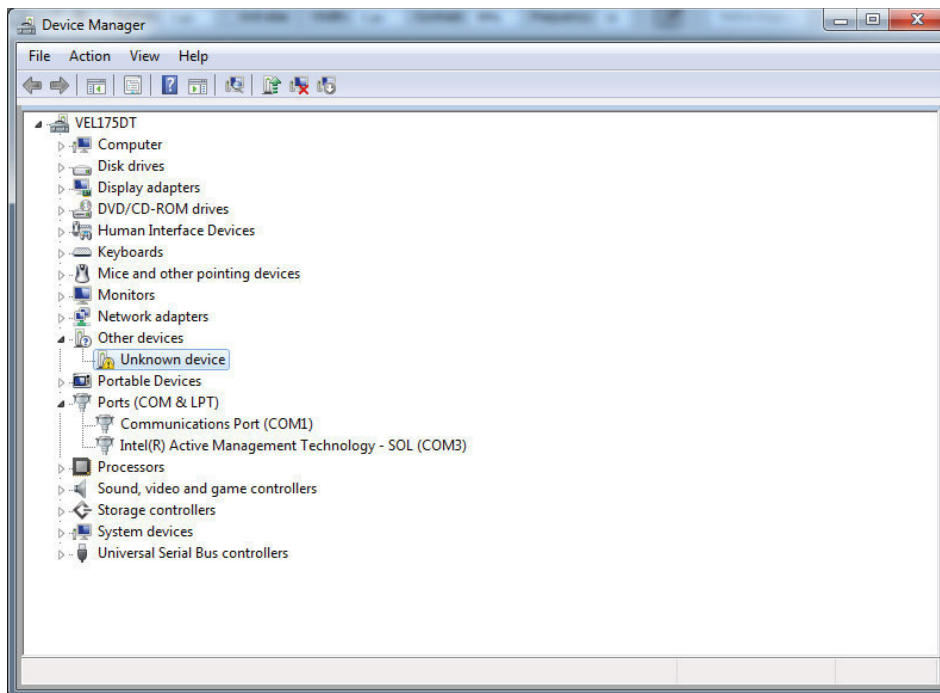 Device Manager
File Action View Help
VEL175DT
Computer
Disk drives
Display adapters
DVD/CD-ROM drives
Human Interface Devices
Keyboards
Mice and other pointing devices
Monitors
Network adapters
Other devices
Unknown device
Portable Devices
Ports (COM & LPT)
Communications Port (COM1)
Intel(R) Active Management Technology - SOL (COM3)
Processors
Sound, video and game controllers
Storage controllers
System devices
Universal Serial Bus controllers